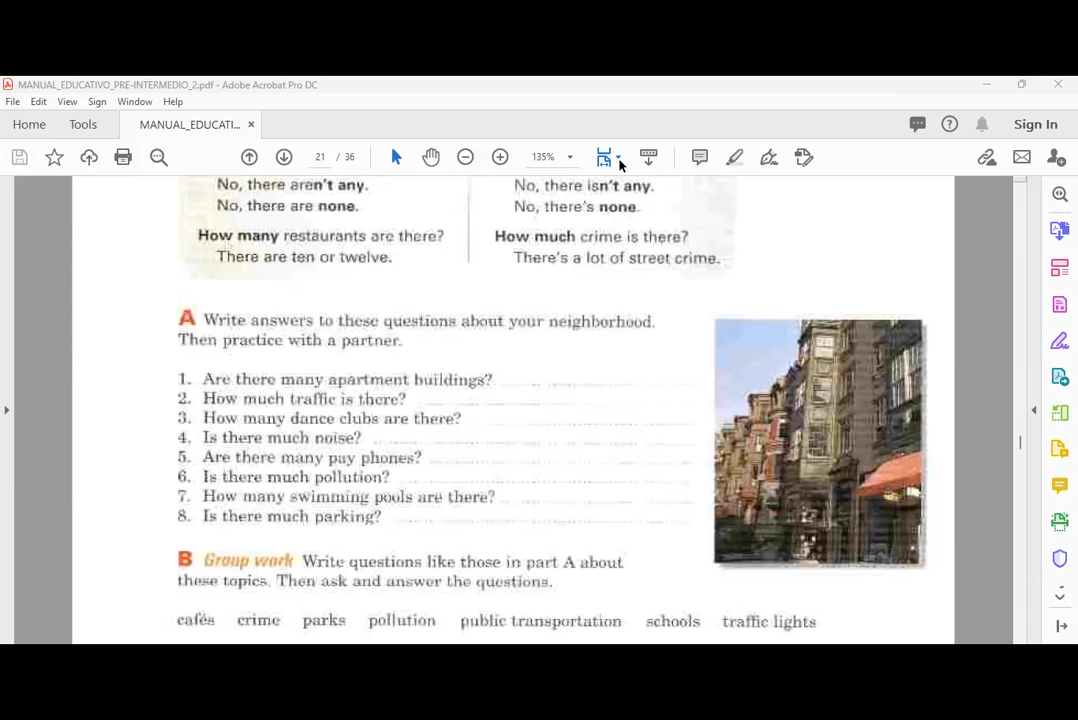 MANUAL_EDUCATIVO_PRE-INTERMEDIO_2.pdf - Adobe Acrobat Pro DC
File Edit View Sign Window Help
Home Tools MANUAL_EDUCATI... × Sign In
21 / 36 135%
No, there aren't any. No, there isn't any.
No, there are none. No, there's none.
How many restaurants are there? How much crime is there?
There are ten or twelve. There's a lot of street crime.
A Write answers to these questions about your neighborhood.
Then practice with a partner.
1. Are there many apartment buildings?
2. How much traffic is there?
3. How many dance clubs are there?
4. Is there much noise?
5. Are there many pay phones?
6. Is there much pollution?
7. How many swimming pools are there?
8. Is there much parking?
B Group work Write questions like those in part A about
these topics. Then ask and answer the questions.
cafés crime parks pollution public transportation schools traffic lights